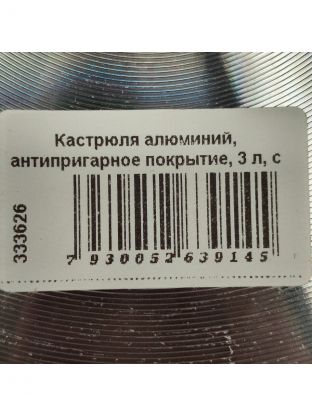 Кастрюля алюминий,
антипригарное покрытие, 3 л, с
333626
7 930052 639145